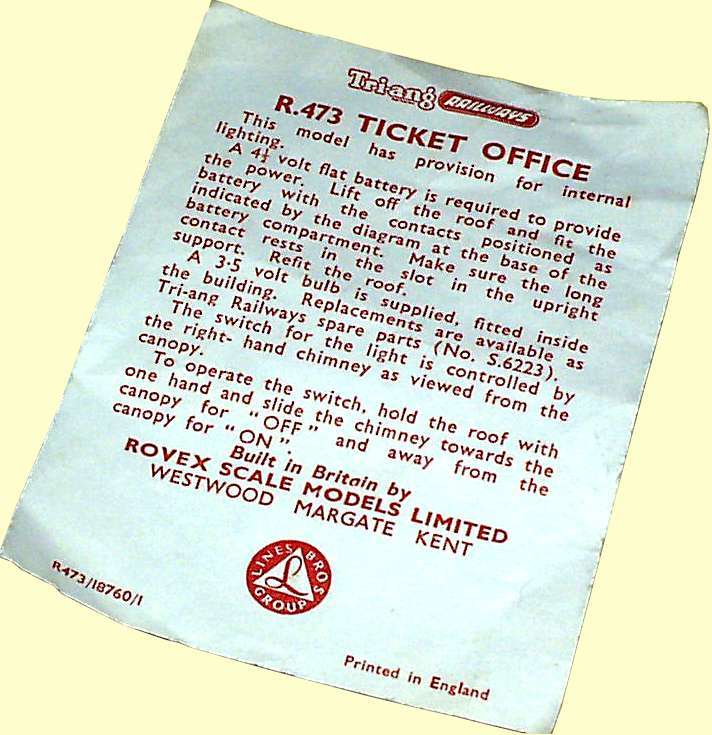 Tri-ang RAILWAYS
R.473 TICKET OFFICE
This model has provision for internal
lighting.
A 4½ volt flat battery is required to provide
the power. Lift off the roof and fit the
battery with the contacts positioned as
indicated by the diagram at the base of the
battery compartment. Make sure the long
contact rests in the slot in the upright
support. Refit the roof.
A 3·5 volt bulb is supplied, fitted inside
the building. Replacements are available as
Tri-ang Railways spare parts (No. S.6223).
The switch for the light is controlled by
the right- hand chimney as viewed from the
canopy.
To operate the switch, hold the roof with
one hand and slide the chimney towards the
canopy for "OFF" and away from the
canopy for "ON".
Built in Britain by
ROVEX SCALE MODELS LIMITED
WESTWOOD MARGATE KENT
LINES BROS
L
GROUP
R473/18760/1
Printed in England